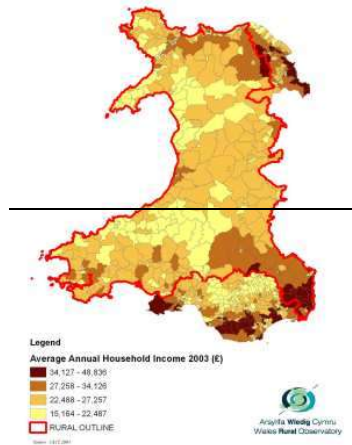 Legend
Average Annual Household Income 2003 (£)
34,127 - 48,836
27,258 - 34,126
22,488 - 27,257
15,164 - 22,487
RURAL OUTLINE
Arsyllfa Wledig Cymru
Wales Rural Observatory